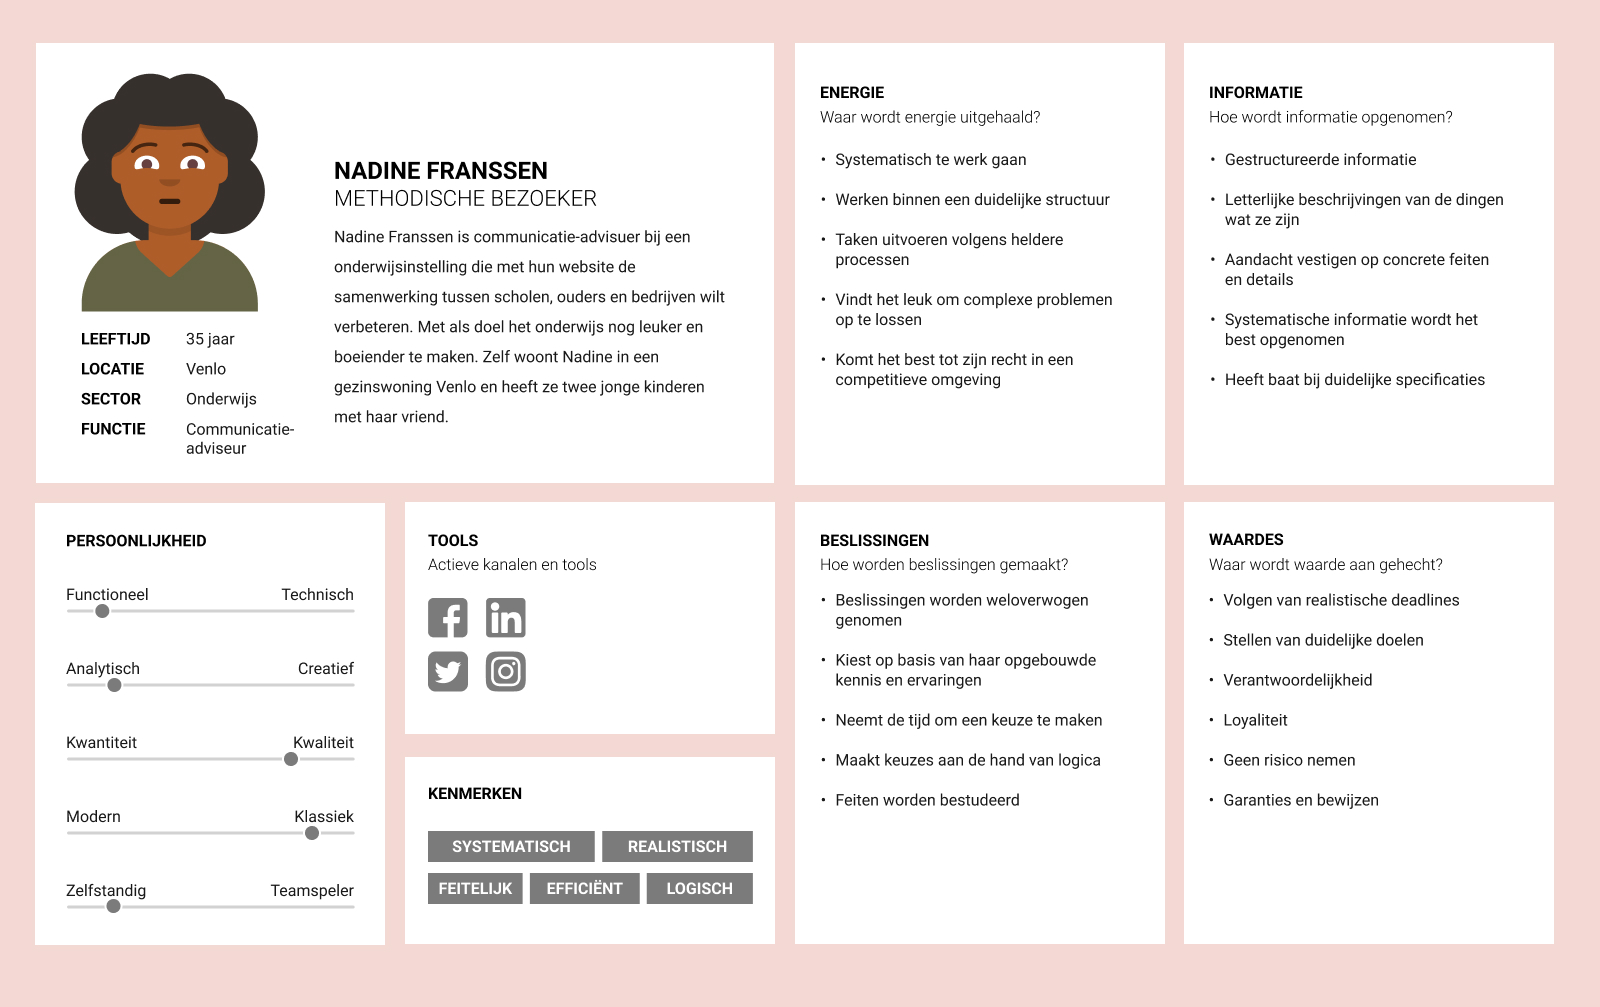 NADINE FRANSSEN
METHODISCHE BEZOEKER
Nadine Franssen is communicatie-advisuer bij een
onderwijsinstelling die met hun website de
samenwerking tussen scholen, ouders en bedrijven wilt
verbeteren. Met als doel het onderwijs nog leuker en
boeiender te maken. Zelf woont Nadine in een
gezinswoning Venlo en heeft ze twee jonge kinderen
met haar vriend.
LEEFTIJD 35 jaar
LOCATIE Venlo
SECTOR Onderwijs
FUNCTIE Communicatie-
adviseur
ENERGIE
Waar wordt energie uitgehaald?
• Systematisch te werk gaan
• Werken binnen een duidelijke structuur
• Taken uitvoeren volgens heldere
processen
• Vindt het leuk om complexe problemen
op te lossen
• Komt het best tot zijn recht in een
competitieve omgeving
INFORMATIE
Hoe wordt informatie opgenomen?
• Gestructureerde informatie
• Letterlijke beschrijvingen van de dingen
wat ze zijn
• Aandacht vestigen op concrete feiten
en details
• Systematische informatie wordt het
best opgenomen
• Heeft baat bij duidelijke specificaties
PERSOONLIJKHEID
Functioneel Technisch
Analytisch Creatief
Kwantiteit Kwaliteit
Modern Klassiek
Zelfstandig Teamspeler
TOOLS
Actieve kanalen en tools
KENMERKEN
SYSTEMATISCH REALISTISCH
FEITELIJK EFFICIËNT LOGISCH
BESLISSINGEN
Hoe worden beslissingen gemaakt?
• Beslissingen worden weloverwogen
genomen
• Kiest op basis van haar opgebouwde
kennis en ervaringen
• Neemt de tijd om een keuze te maken
• Maakt keuzes aan de hand van logica
• Feiten worden bestudeerd
WAARDES
Waar wordt waarde aan gehecht?
• Volgen van realistische deadlines
• Stellen van duidelijke doelen
• Verantwoordelijkheid
• Loyaliteit
• Geen risico nemen
• Garanties en bewijzen